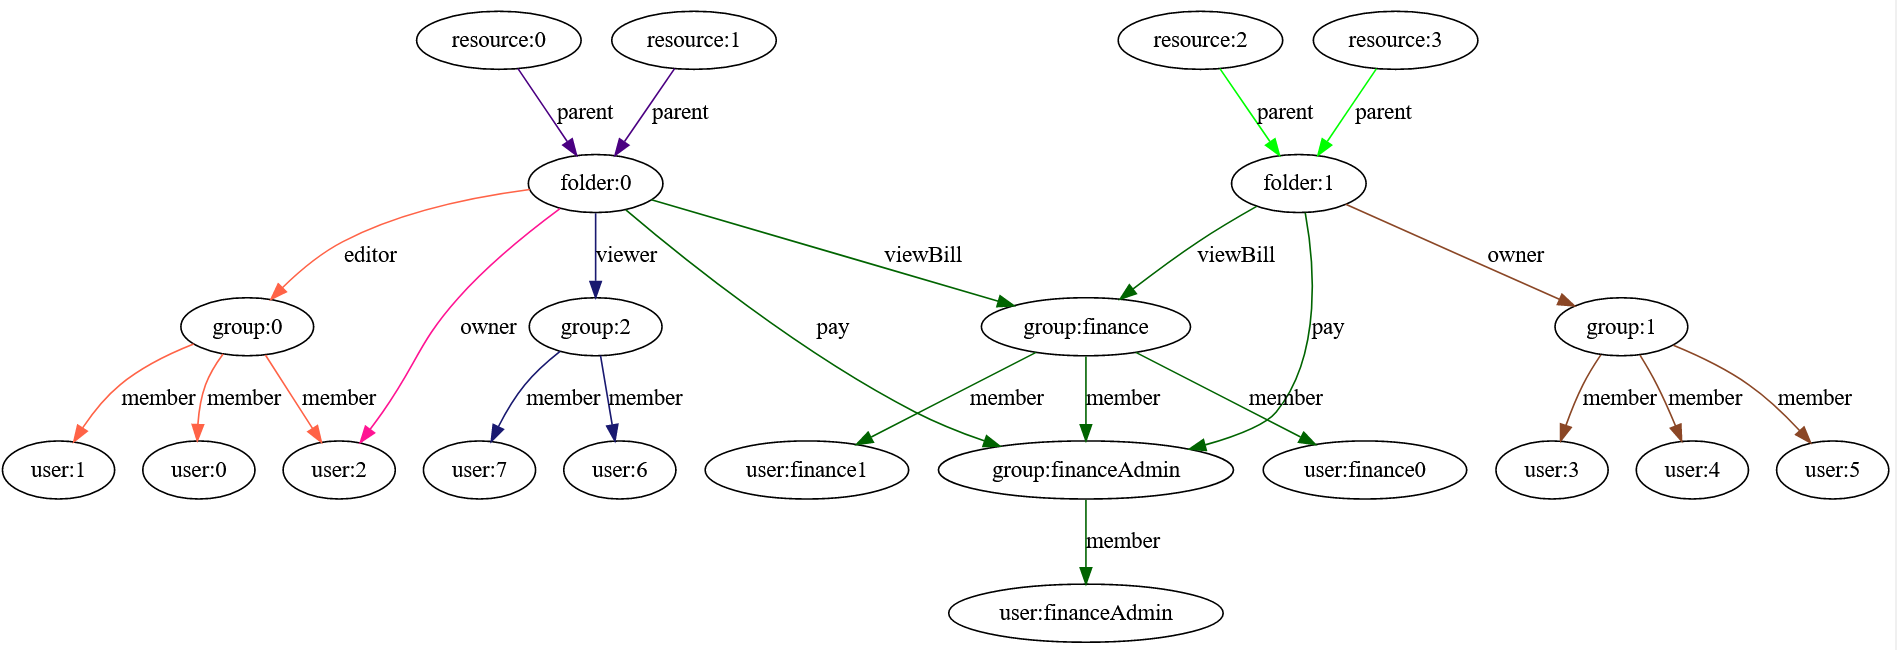 resource:0
resource:1
resource:2
resource:3
parent
parent
parent
parent
folder:0
folder:1
editor
viewer
viewBill
viewBill
owner
group:0
owner
group:2
pay
group:finance
pay
group:1
member
member
member
member
member
member
member
member
member
member
member
user:1
user:0
user:2
user:7
user:6
user:finance1
group:financeAdmin
user:finance0
user:3
user:4
user:5
member
user:financeAdmin